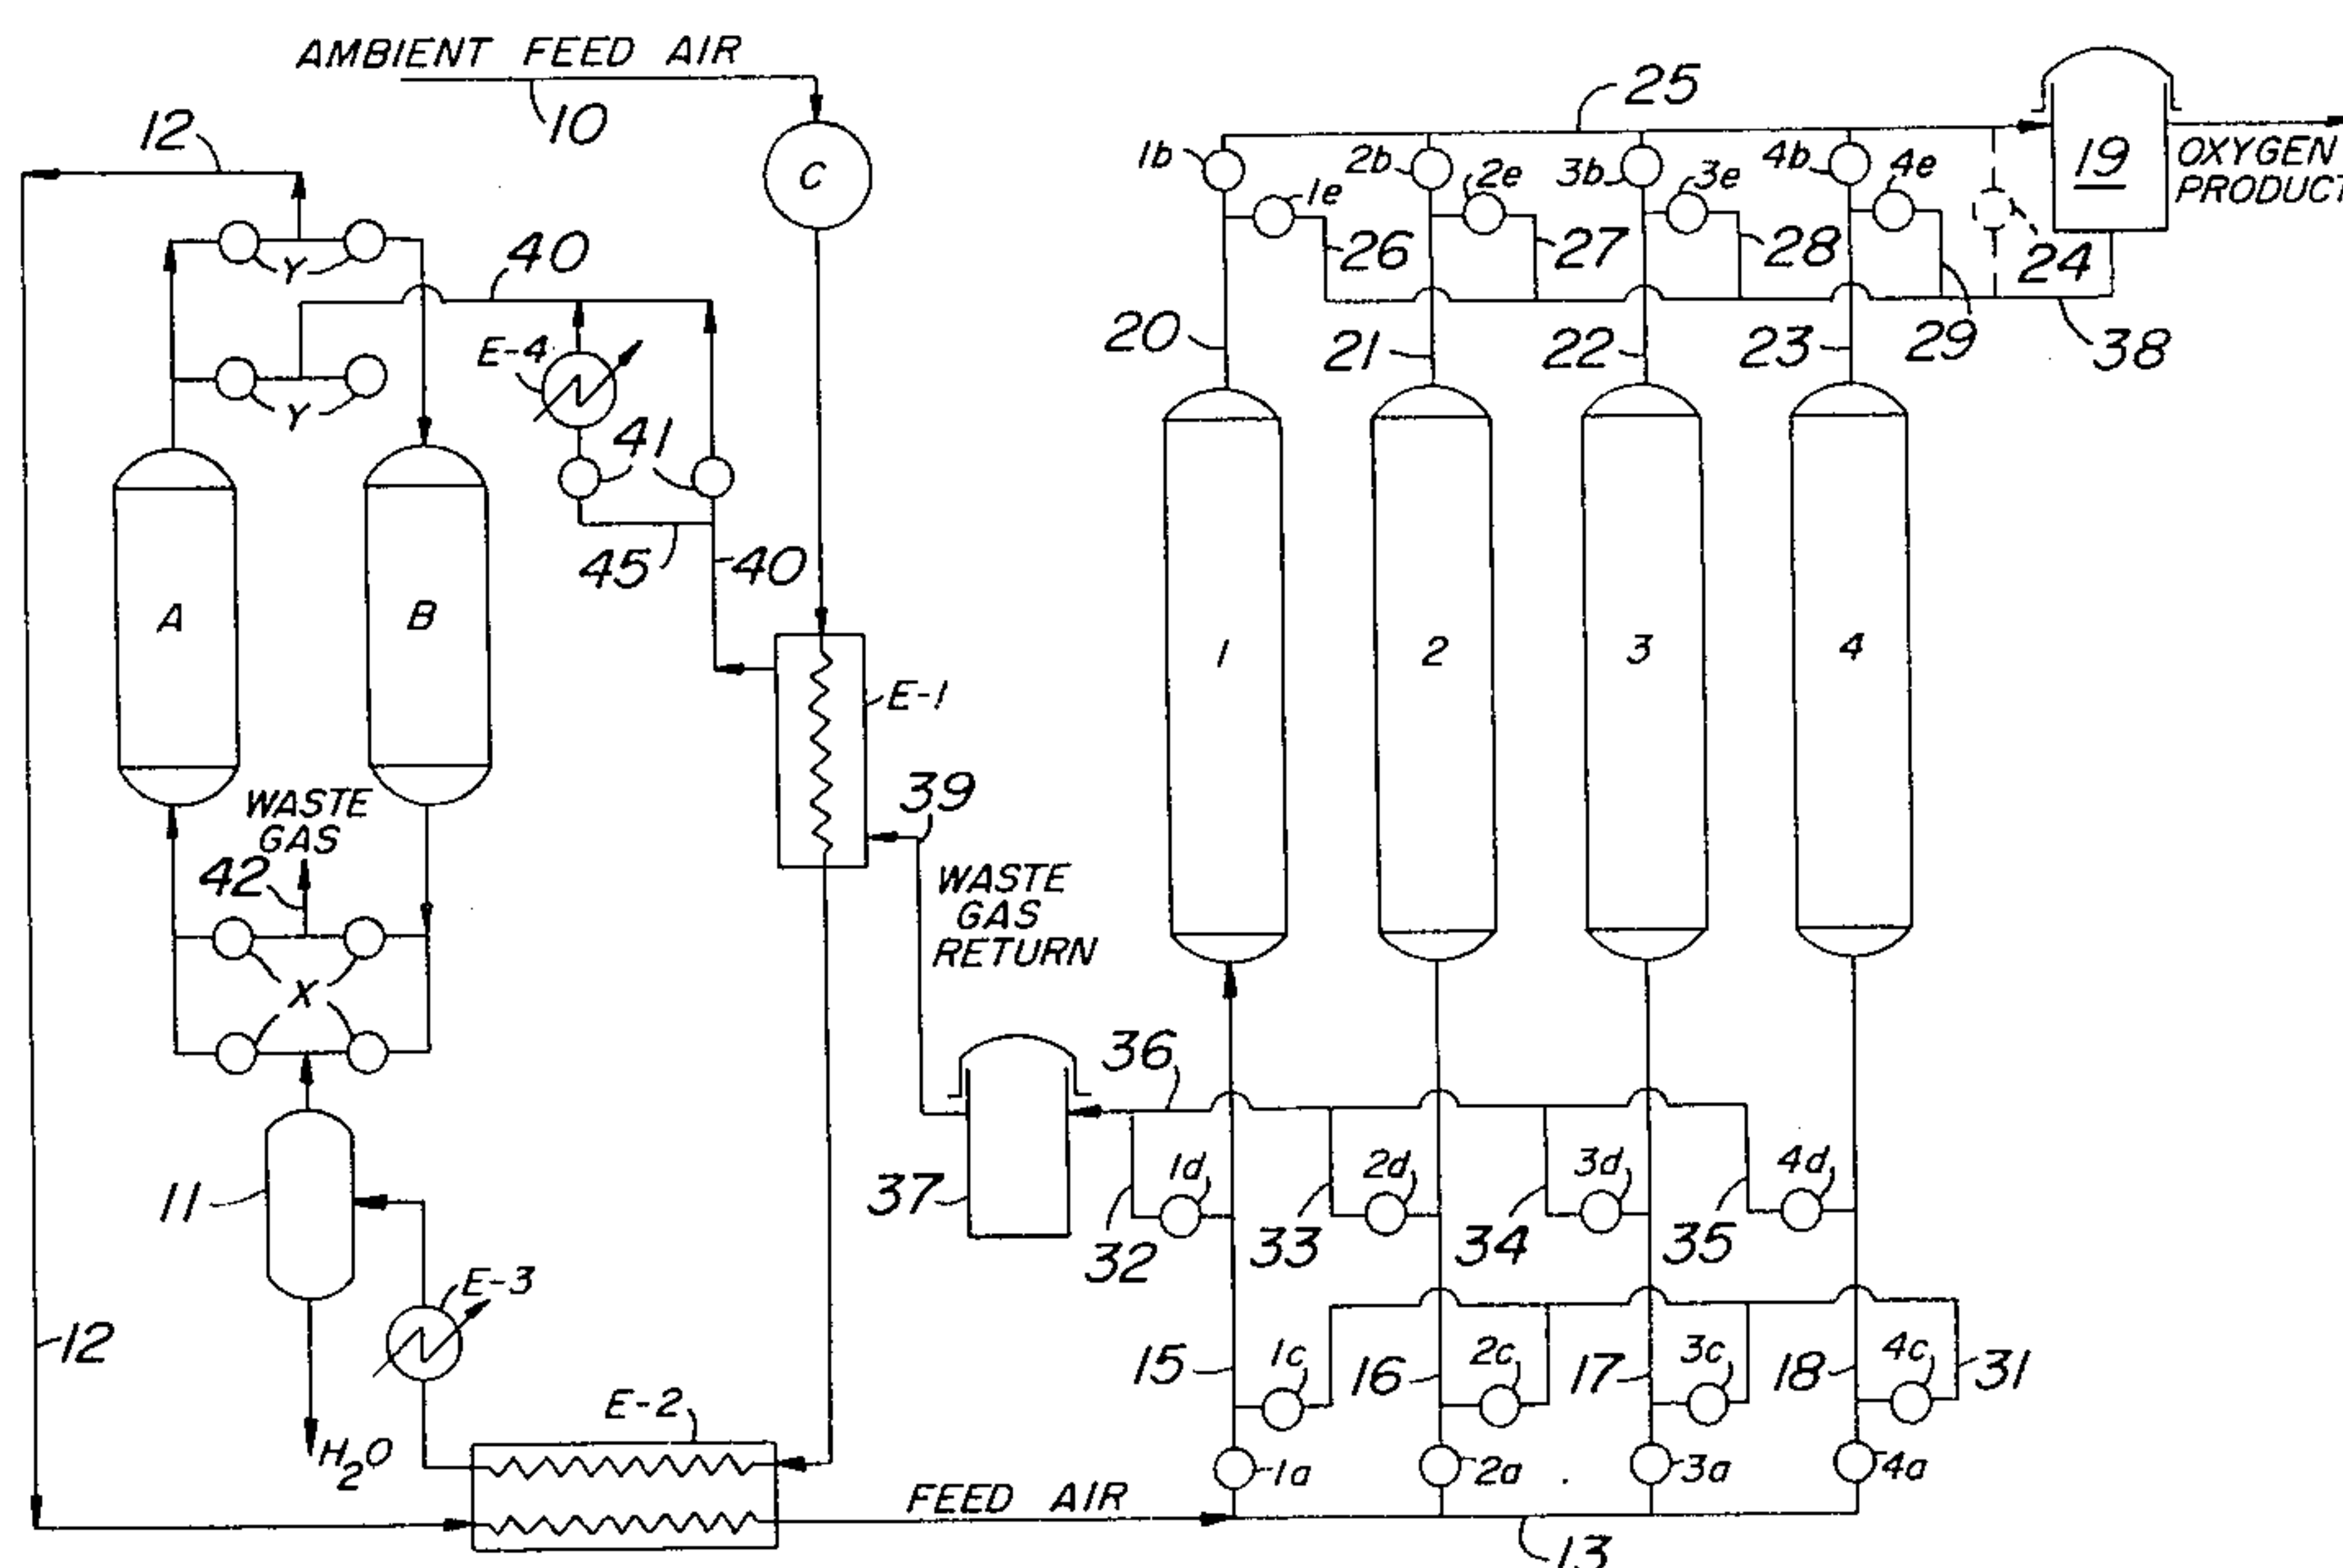 AMBIENT FEED AIR
10
C
12
Y
40
Y
E-4
41
45
40
A
B
E-1
39
WASTE
GAS
42
X
11
E-3
12
H2O
E-2
FEED AIR
WASTE
GAS
RETURN
37
36
25
1b
2b
3b
4b
1e
2e
3e
4e
19
OXYGEN
PRODUCT
26
27
28
24
20
21
22
23
29
38
1
2
3
4
1d
2d
3d
4d
32
33
34
35
15
1c
16
2c
17
3c
18
4c
31
1a
2a
3a
4a
13